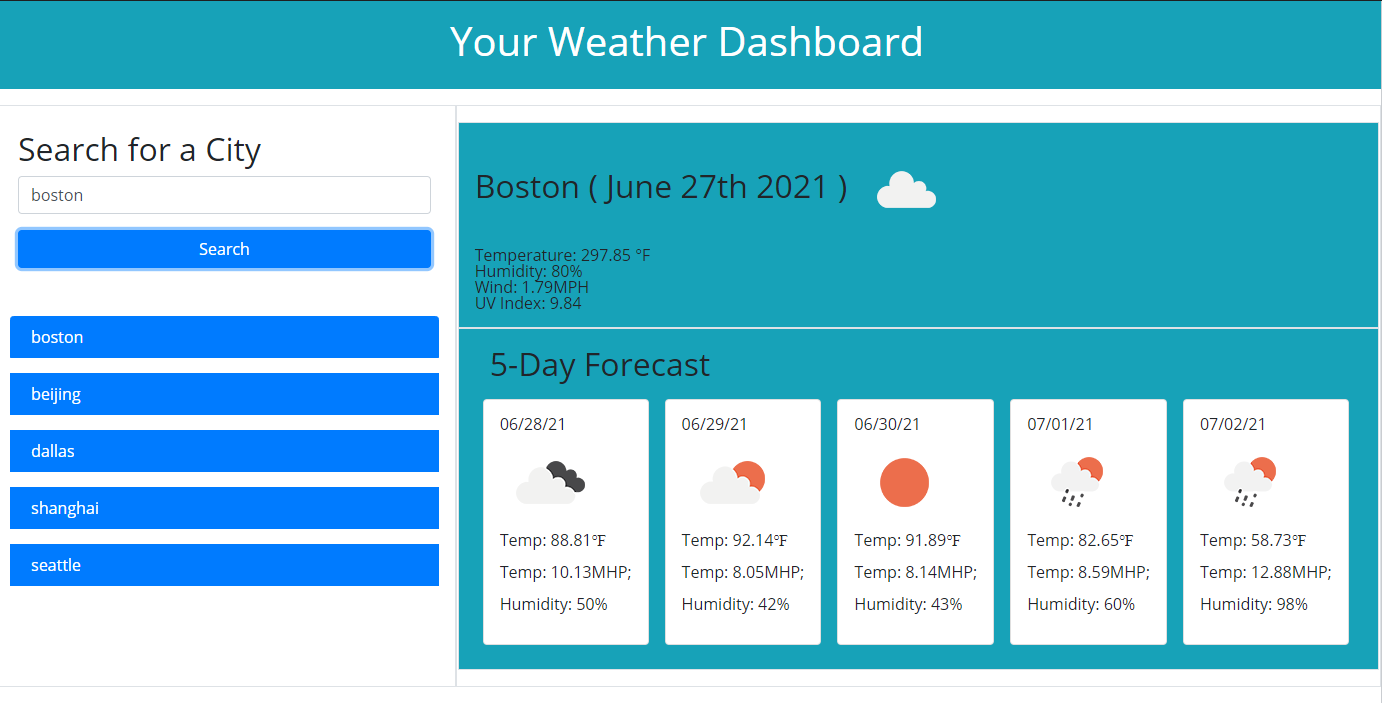 Your Weather Dashboard
Search for a City
boston
Search
boston
beijing
dallas
shanghai
seattle
Boston ( June 27th 2021 )
Temperature: 297.85 °F
Humidity: 80%
Wind: 1.79MPH
UV Index: 9.84
5-Day Forecast
06/28/21
Temp: 88.81℉
Temp: 10.13MHP;
Humidity: 50%
06/29/21
Temp: 92.14℉
Temp: 8.05MHP;
Humidity: 42%
06/30/21
Temp: 91.89℉
Temp: 8.14MHP;
Humidity: 43%
07/01/21
Temp: 82.65℉
Temp: 8.59MHP;
Humidity: 60%
07/02/21
Temp: 58.73℉
Temp: 12.88MHP;
Humidity: 98%